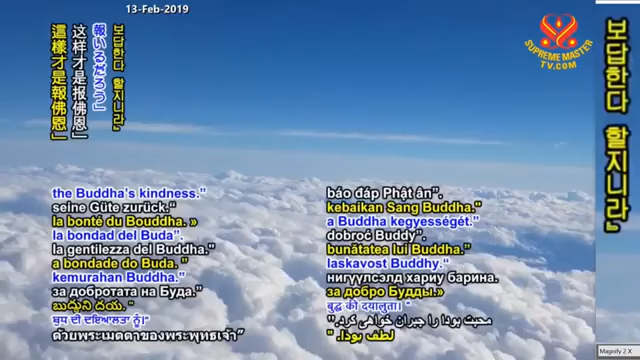 13-Feb-2019
보답한다 할지니라』
報いるだろう」
这样才是报佛恩」
這樣才是報佛恩」
SUPREME MASTER
TV.COM
the Buddha's kindness."
seine Güte zurück.“
la bonté du Bouddha. »
la bondad del Buda”.
la gentilezza del Buddha."
a bondade do Buda. ”
kemurahan Buddha.”
за добротата на Буда.”
బుద్ధుని దయ. "
ਬੁਧ ਦੀ ਦਇਆਲਤਾ ਨੂੰ।"
ด้วยพระเมตตาของพระพุทธเจ้า”
báo đáp Phật ân”.
kebaikan Sang Buddha."
a Buddha kegyességét.”
dobroć Buddy”.
bunătatea lui Buddha.”
laskavost Buddhy.“
нигүүлсэлд хариу барина.
за добро Будды.»
बुद्ध की दयालुता। "
محبت بودا را جبران خواهی کرد."
لطف بوذا. "
보답한다 할지니라』
Magnify 2 X